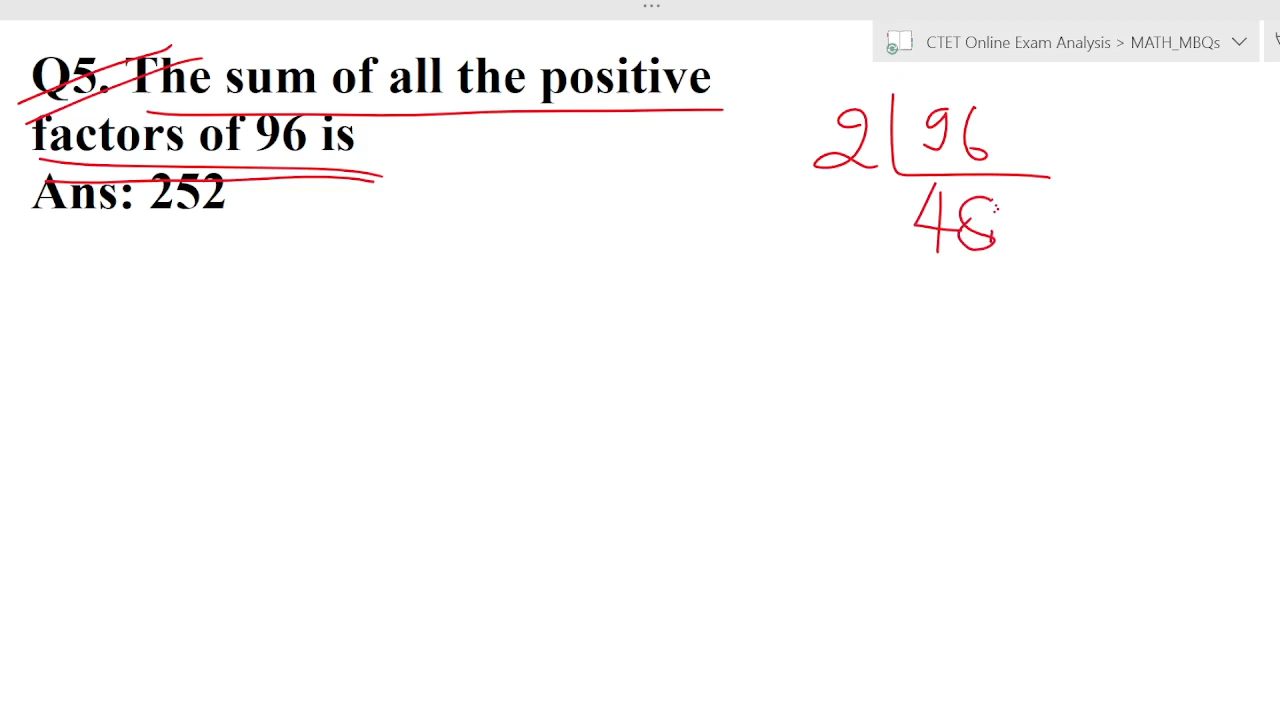 CTET Online Exam Analysis > MATH_MBQs
Q5. The sum of all the positive
factors of 96 is
Ans: 252
2 96
48